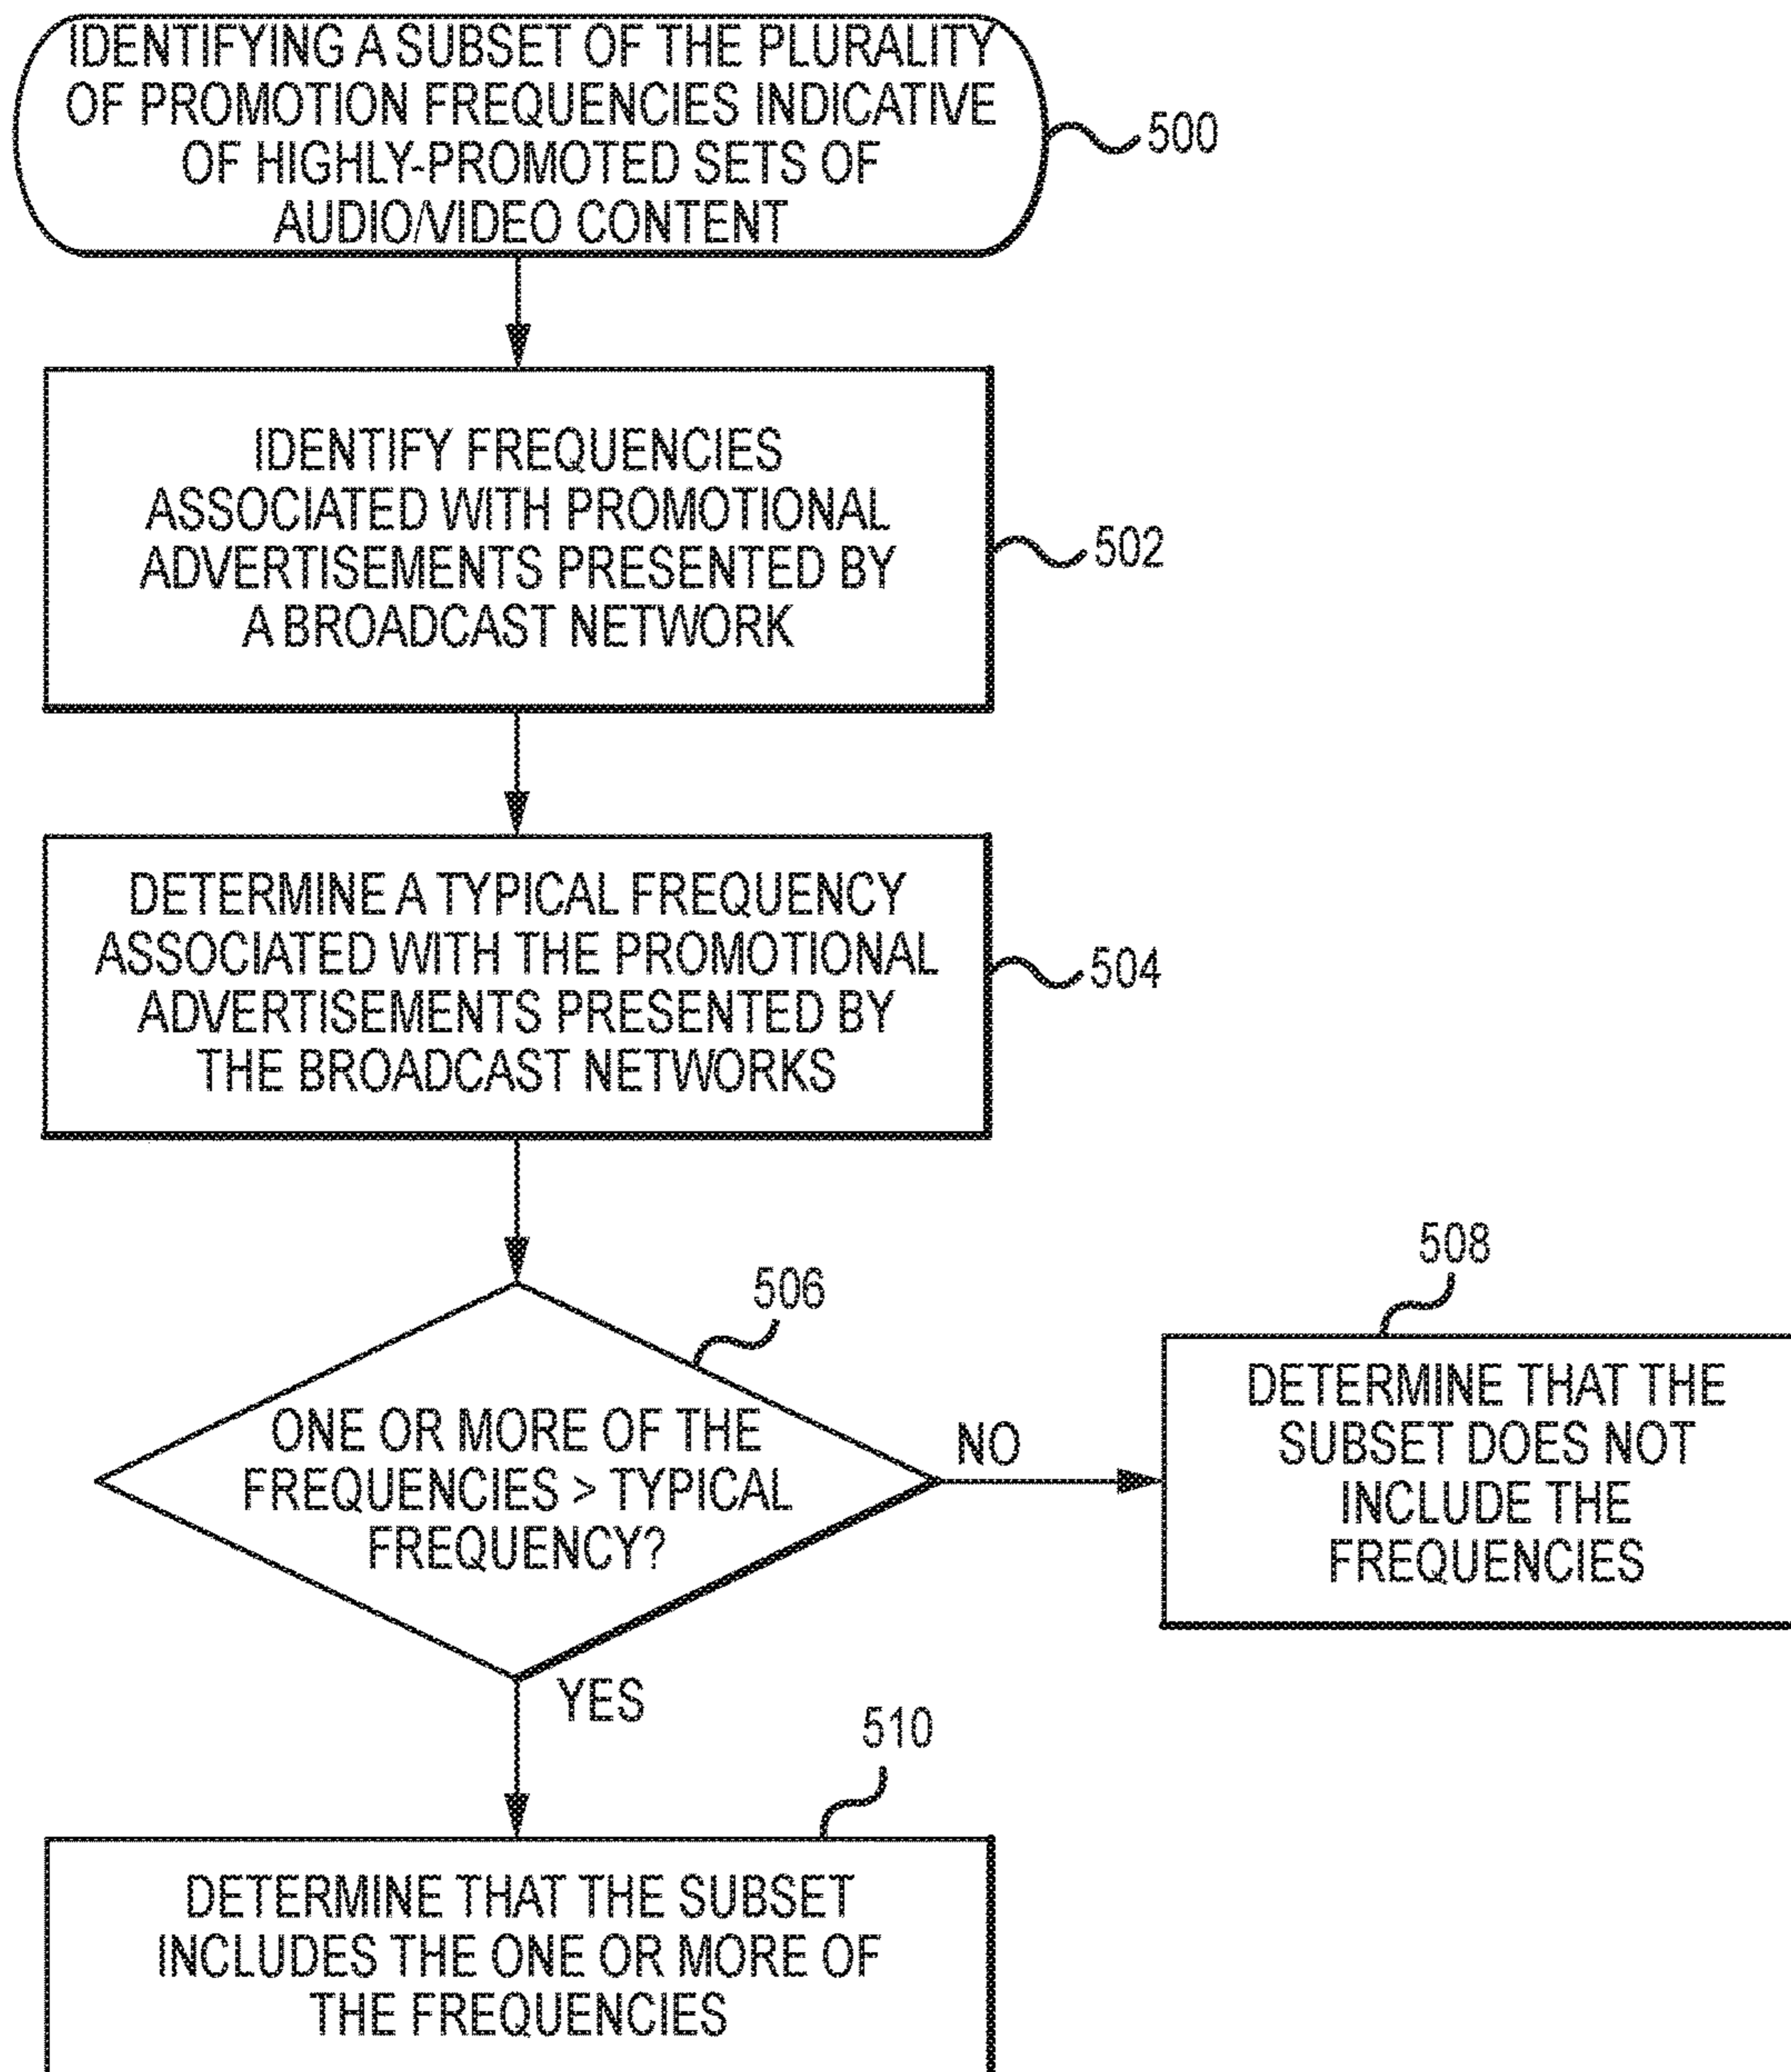 IDENTIFYING A SUBSET OF THE PLURALITY
OF PROMOTION FREQUENCIES INDICATIVE
OF HIGHLY-PROMOTED SETS OF
AUDIO/VIDEO CONTENT
500
IDENTIFY FREQUENCIES
ASSOCIATED WITH PROMOTIONAL
ADVERTISEMENTS PRESENTED BY
A BROADCAST NETWORK
502
DETERMINE A TYPICAL FREQUENCY
ASSOCIATED WITH THE PROMOTIONAL
ADVERTISEMENTS PRESENTED BY
THE BROADCAST NETWORKS
504
506
ONE OR MORE OF THE
FREQUENCIES > TYPICAL
FREQUENCY?
NO
508
DETERMINE THAT THE
SUBSET DOES NOT
INCLUDE THE
FREQUENCIES
YES
510
DETERMINE THAT THE SUBSET
INCLUDES THE ONE OR MORE OF
THE FREQUENCIES